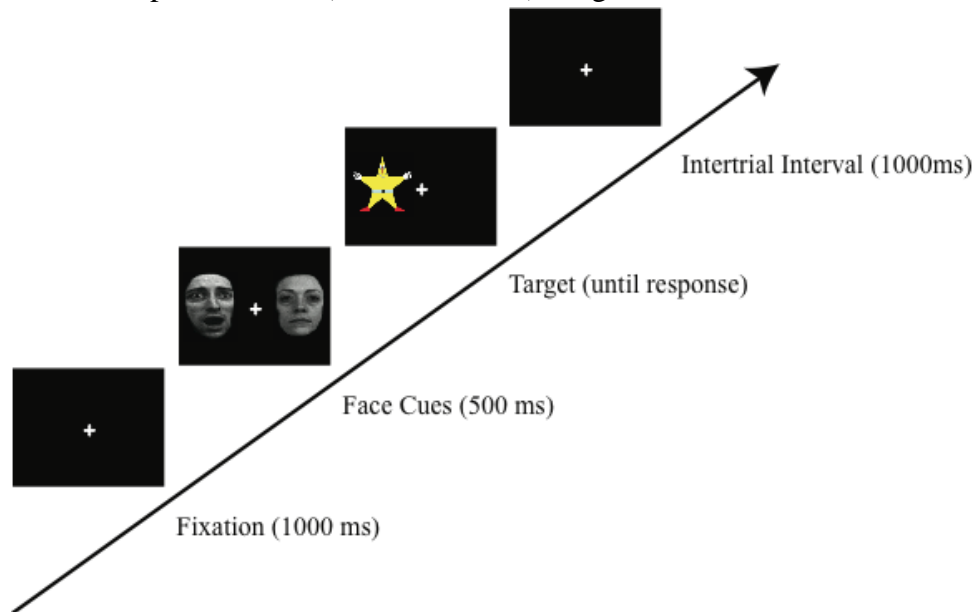 Intertrial Interval (1000ms)
Target (until response)
Face Cues (500 ms)
Fixation (1000 ms)